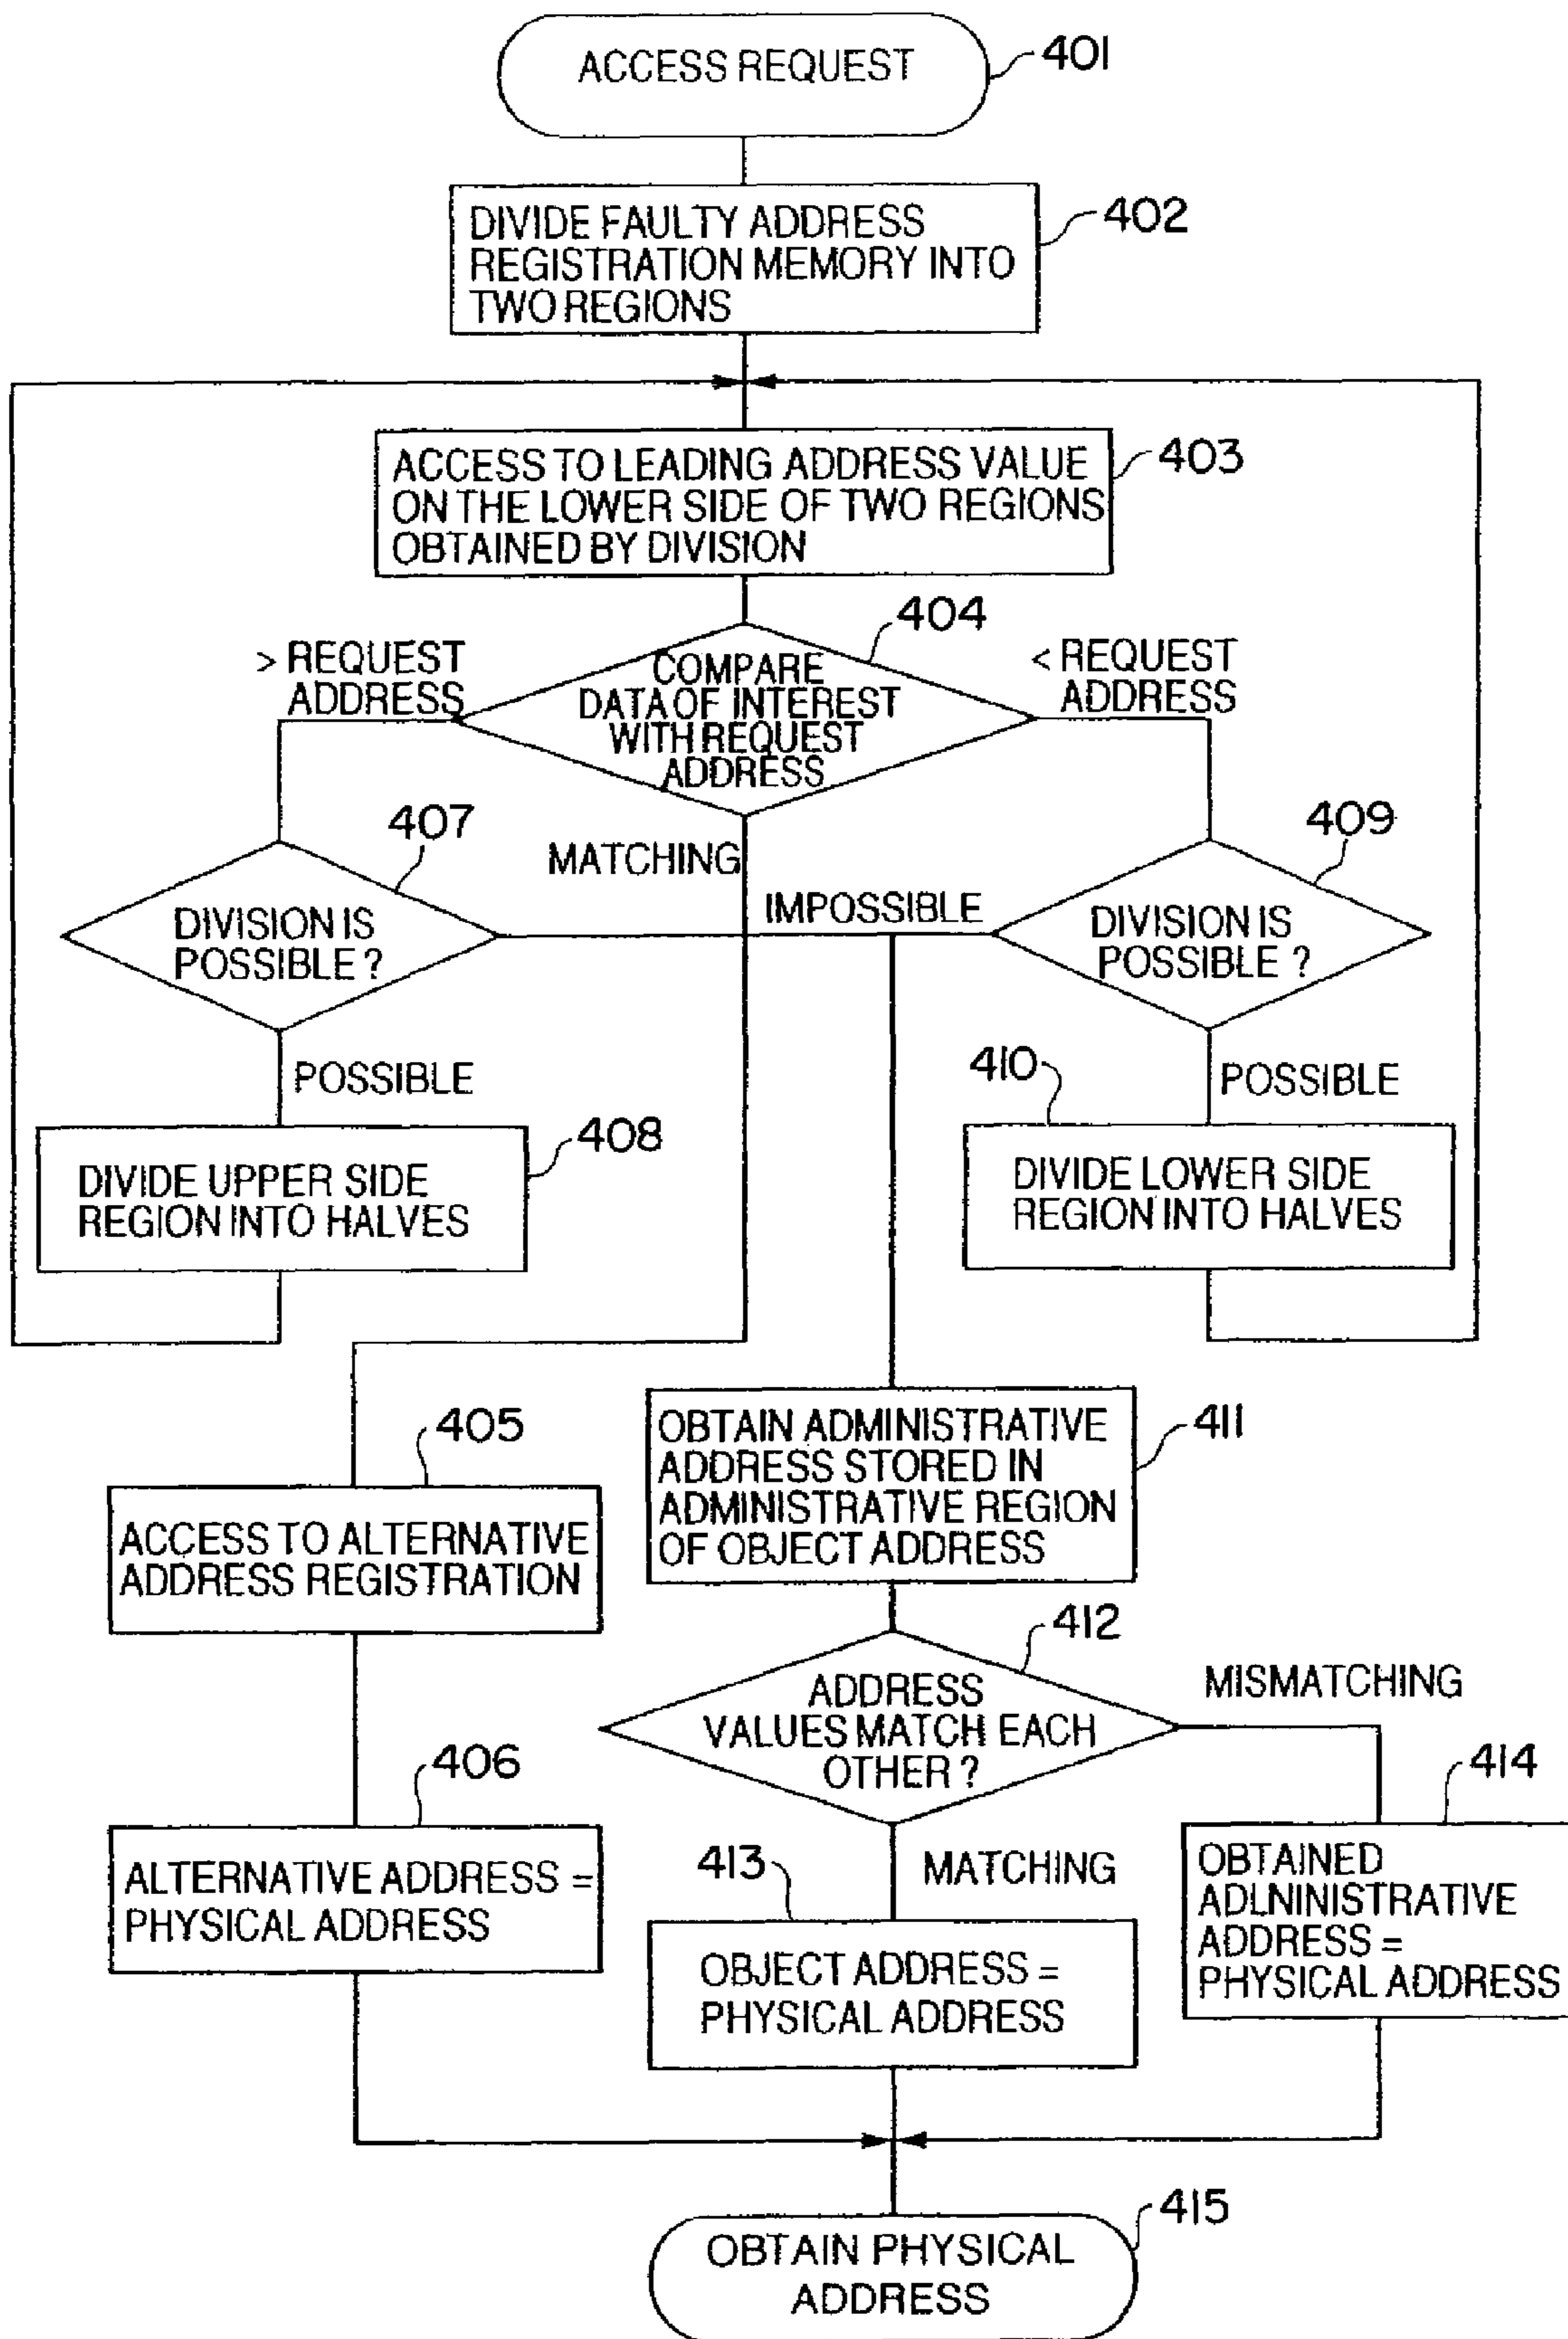 ACCESS REQUEST
401
DIVIDE FAULTY ADDRESS
REGISTRATION MEMORY INTO
TWO REGIONS
402
ACCESS TO LEADING ADDRESS VALUE
ON THE LOWER SIDE OF TWO REGIONS
OBTAINED BY DIVISION
403
404
> REQUEST
ADDRESS
COMPARE
DATA OF INTEREST
WITH REQUEST
ADDRESS
< REQUEST
ADDRESS
407
MATCHING
409
DIVISION IS
POSSIBLE ?
IMPOSSIBLE
DIVISION IS
POSSIBLE ?
POSSIBLE
410
POSSIBLE
408
DIVIDE UPPER SIDE
REGION INTO HALVES
DIVIDE LOWER SIDE
REGION INTO HALVES
405
ACCESS TO ALTERNATIVE
ADDRESS REGISTRATION
OBTAIN ADMINISTRATIVE
ADDRESS STORED IN
ADMINISTRATIVE REGION
OF OBJECT ADDRESS
411
412
ADDRESS
VALUES MATCH EACH
OTHER ?
MISMATCHING
406
ALTERNATIVE ADDRESS =
PHYSICAL ADDRESS
413
MATCHING
414
OBJECT ADDRESS =
PHYSICAL ADDRESS
OBTAINED
ADLNINISTRATIVE
ADDRESS =
PHYSICAL ADDRESS
415
OBTAIN PHYSICAL
ADDRESS